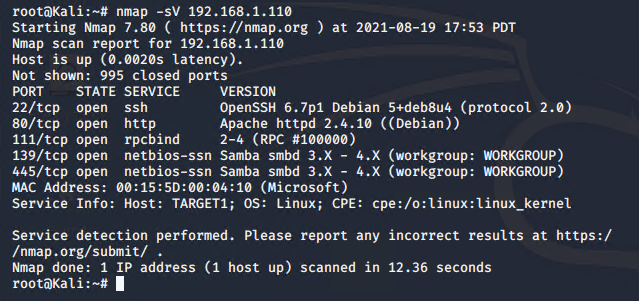 root@Kali:~# nmap -sV 192.168.1.110
Starting Nmap 7.80 ( https://nmap.org ) at 2021-08-19 17:53 PDT
Nmap scan report for 192.168.1.110
Host is up (0.0020s latency).
Not shown: 995 closed ports
PORT    STATE SERVICE     VERSION
22/tcp  open  ssh         OpenSSH 6.7p1 Debian 5+deb8u4 (protocol 2.0)
80/tcp  open  http        Apache httpd 2.4.10 ((Debian))
111/tcp open  rpcbind     2-4 (RPC #100000)
139/tcp open  netbios-ssn Samba smbd 3.X - 4.X (workgroup: WORKGROUP)
445/tcp open  netbios-ssn Samba smbd 3.X - 4.X (workgroup: WORKGROUP)
MAC Address: 00:15:5D:00:04:10 (Microsoft)
Service Info: Host: TARGET1; OS: Linux; CPE: cpe:/o:linux:linux_kernel

Service detection performed. Please report any incorrect results at https:/
/nmap.org/submit/ .
Nmap done: 1 IP address (1 host up) scanned in 12.36 seconds
root@Kali:~#